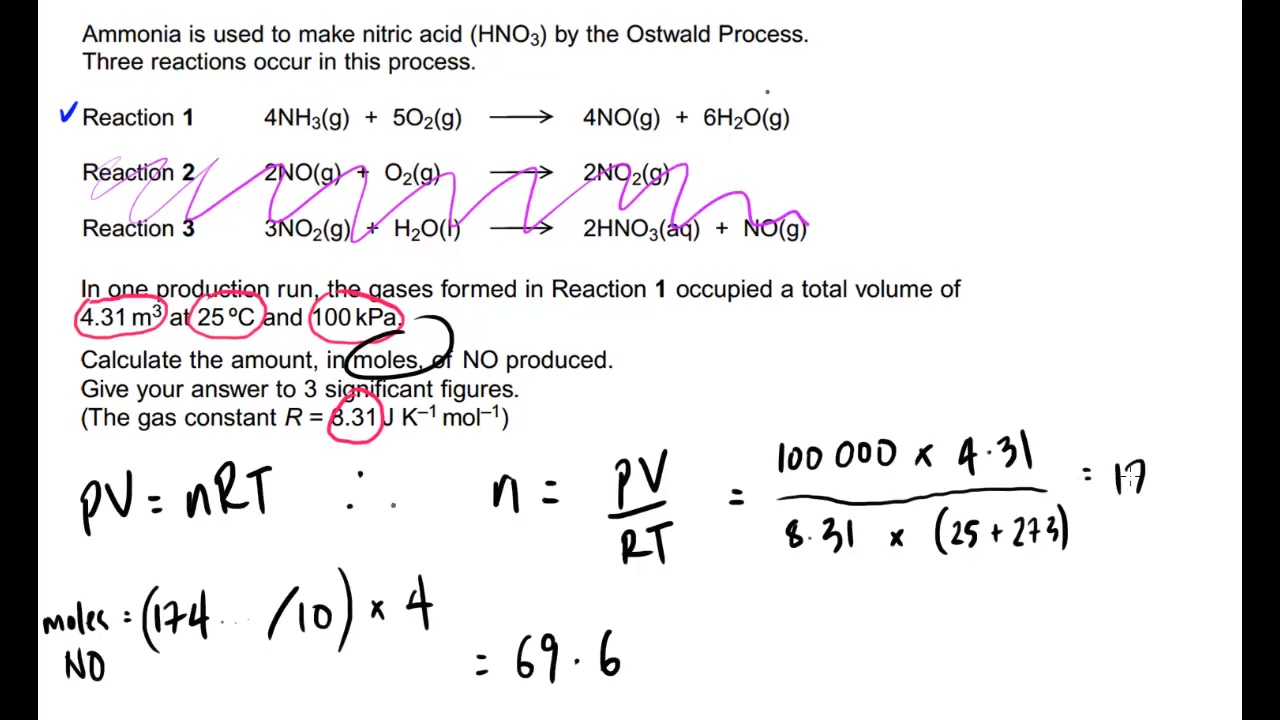 Ammonia is used to make nitric acid (HNO₃) by the Ostwald Process.
Three reactions occur in this process.
✓ Reaction 1 4NH₃(g) + 5O₂(g) ⟶ 4NO(g) + 6H₂O(g)
Reaction 2 2NO(g) + O₂(g) ⟶ 2NO₂(g)
Reaction 3 3NO₂(g) + H₂O(l) ⟶ 2HNO₃(aq) + NO(g)
In one production run, the gases formed in Reaction 1 occupied a total volume of
4.31 m³ at 25 ºC and 100 kPa.
Calculate the amount, in moles, of NO produced.
Give your answer to 3 significant figures.
(The gas constant R = 8.31 J K⁻¹ mol⁻¹)
PV = nRT ∴ n = PV/RT = 100 000 × 4.31 / 8.31 × (25 + 273) = 17
moles NO = (174... /10) × 4
= 69.6